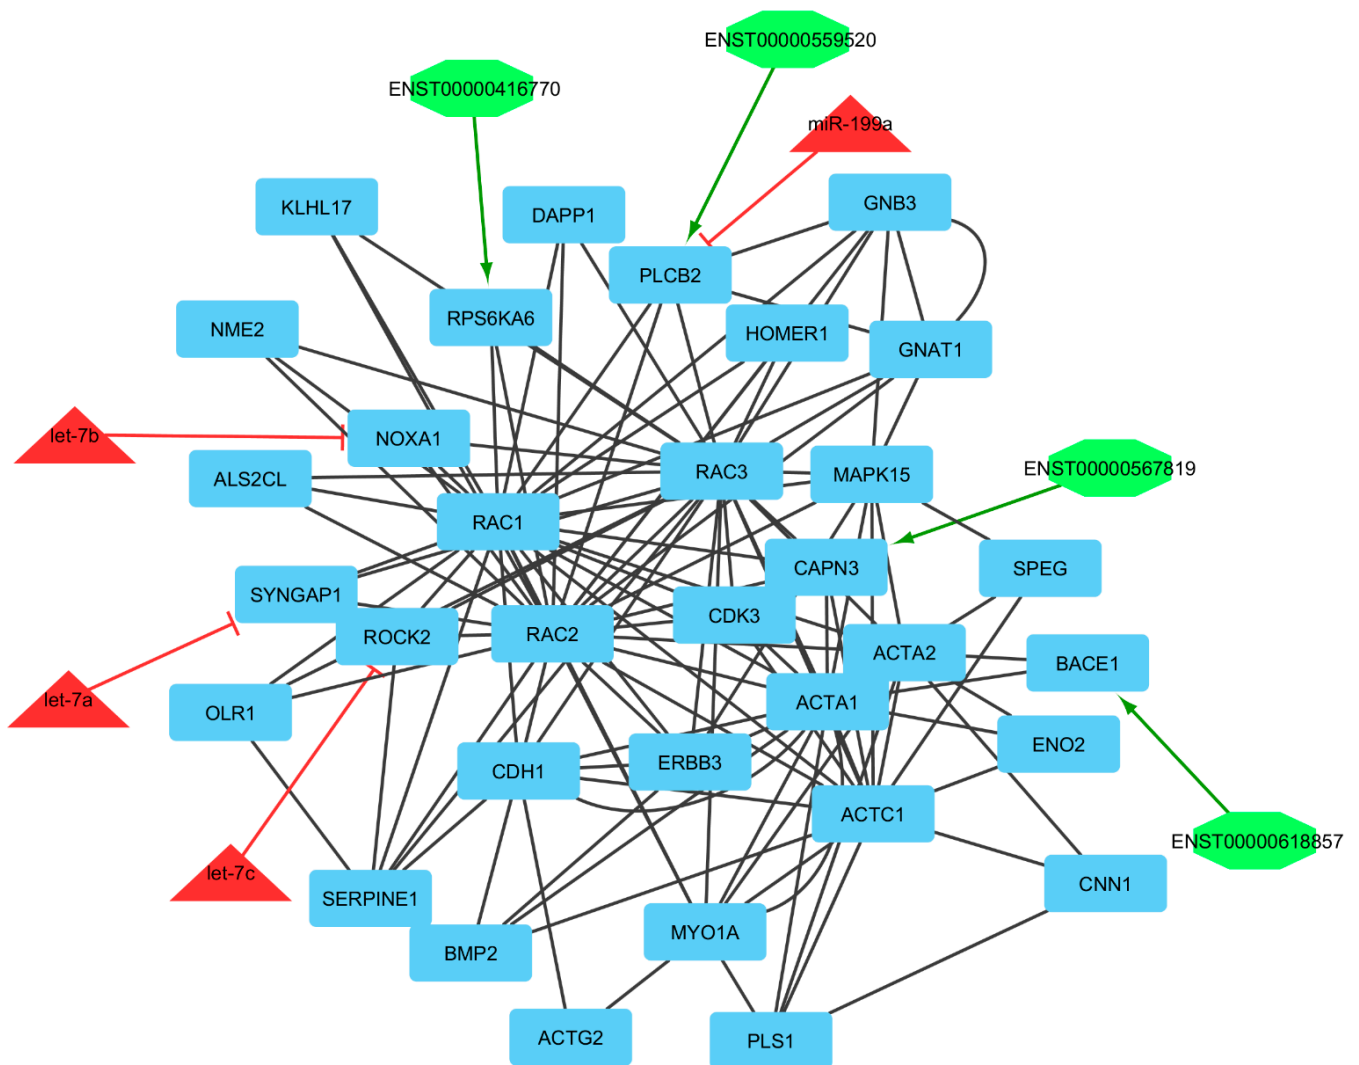 ENST00000559520
ENST00000416770
miR-199a
KLHL17
DAPP1
GNB3
PLCB2
NME2
RPS6KA6
HOMER1
GNAT1
let-7b
NOXA1
ALS2CL
RAC3
MAPK15
ENST00000567819
RAC1
CAPN3
SPEG
SYNGAP1
ROCK2
RAC2
CDK3
ACTA2
BACE1
let-7a
OLR1
ACTA1
ENO2
CDH1
ERBB3
ACTC1
ENST00000618857
let-7c
SERPINE1
CNN1
BMP2
MYO1A
ACTG2
PLS1